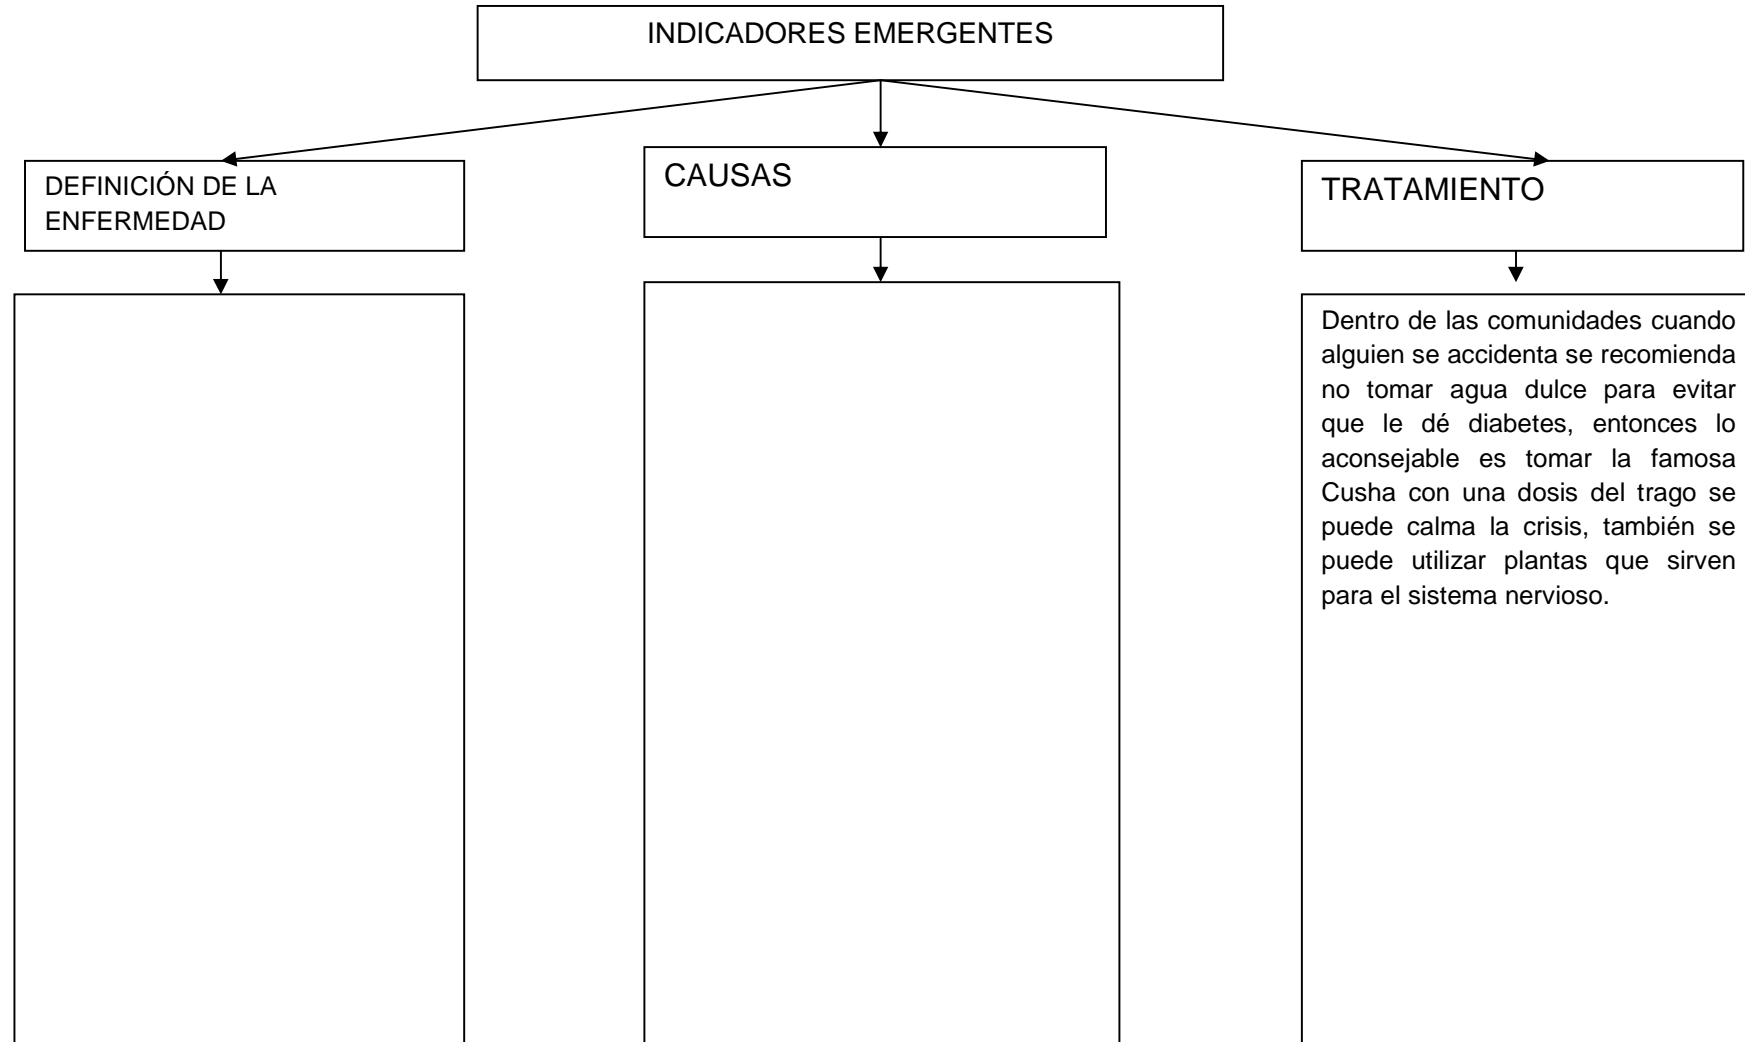 INDICADORES EMERGENTES
DEFINICIÓN DE LA
ENFERMEDAD
CAUSAS
TRATAMIENTO
Dentro de las comunidades cuando
alguien se accidenta se recomienda
no tomar agua dulce para evitar
que le dé diabetes, entonces lo
aconsejable es tomar la famosa
Cusha con una dosis del trago se
puede calma la crisis, también se
puede utilizar plantas que sirven
para el sistema nervioso.